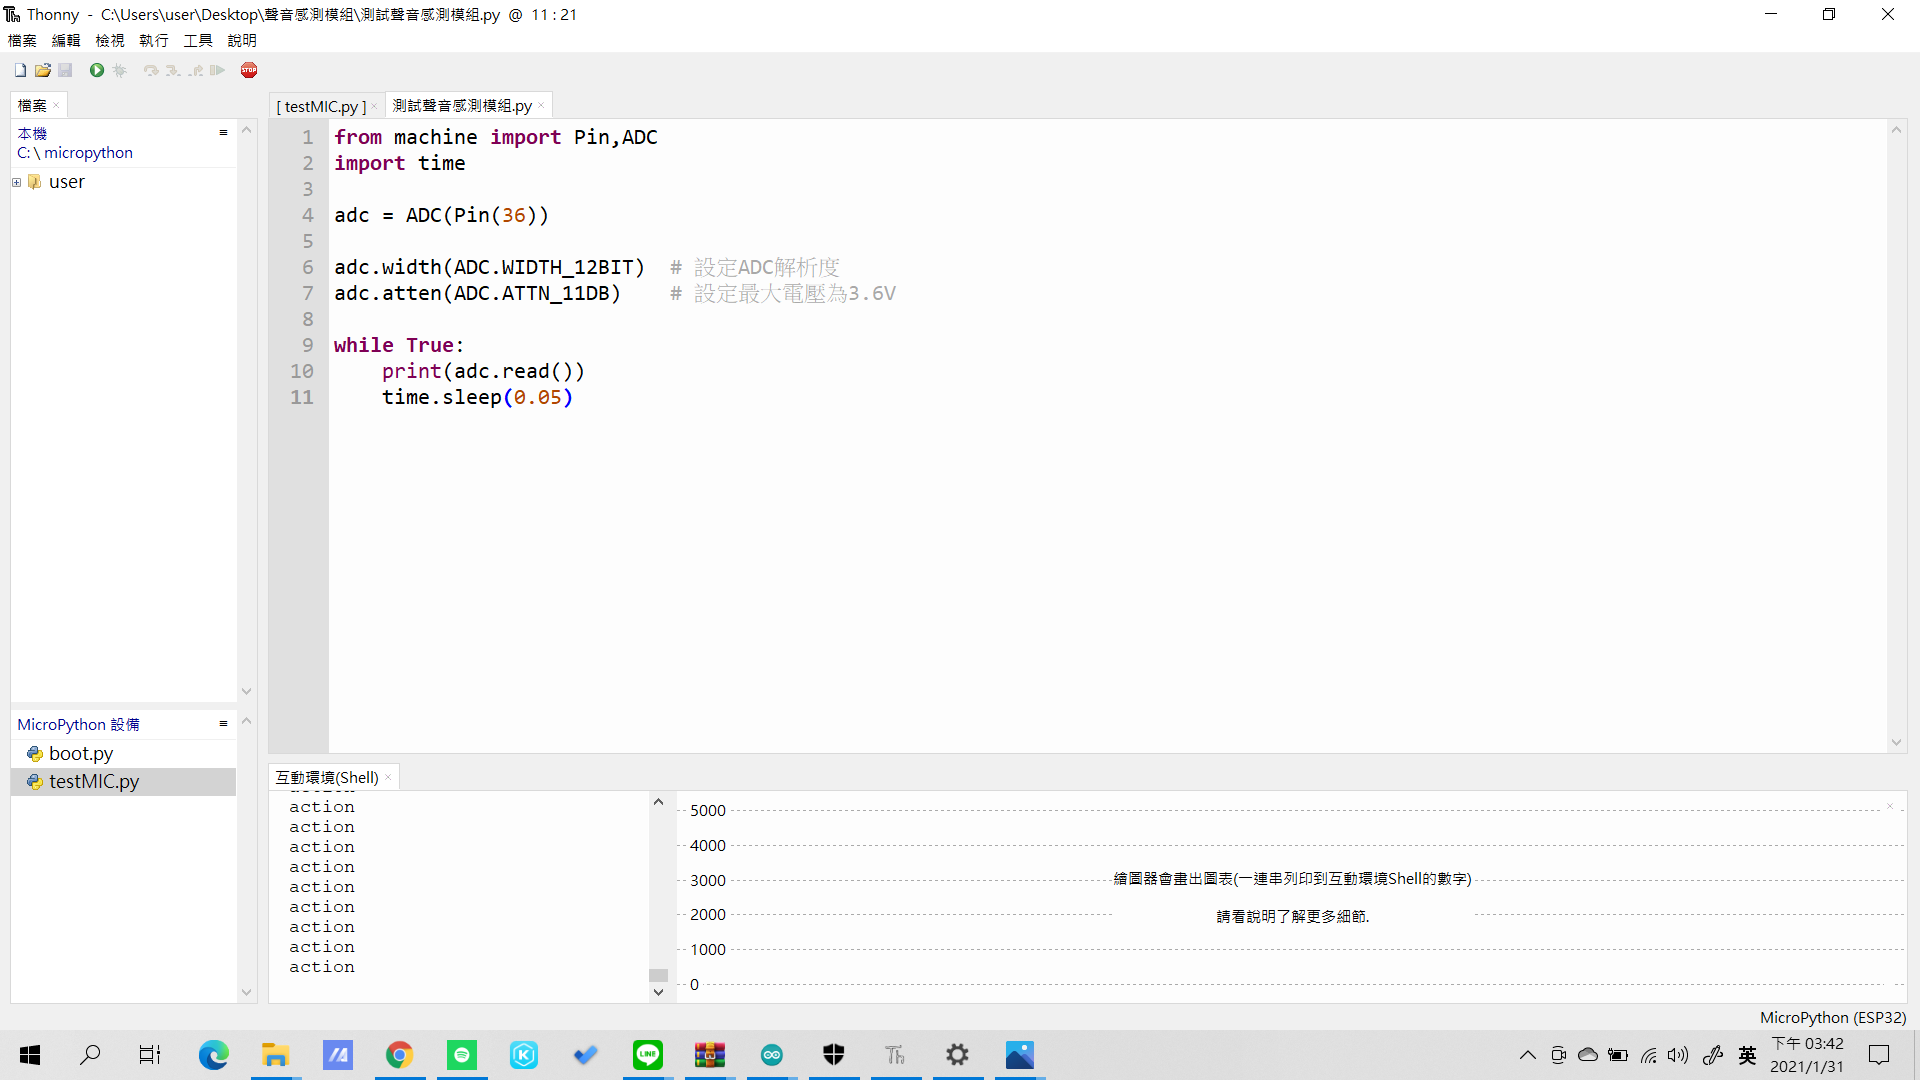 Thonny - C:\Users\user\Desktop\聲音感測模組\測試聲音感測模組.py @ 11 : 21
檔案 編輯 檢視 執行 工具 說明
STOP
檔案
本機
C: \ micropython
user
MicroPython 設備
boot.py
testMIC.py
[ testMIC.py ]
測試聲音感測模組.py
1 from machine import Pin,ADC
2 import time
3
4 adc = ADC(Pin(36))
5
6 adc.width(ADC.WIDTH_12BIT)  # 設定ADC解析度
7 adc.atten(ADC.ATTN_11DB)    # 設定最大電壓為3.6V
8
9 while True:
10     print(adc.read())
11     time.sleep(0.05)
互動環境(Shell)
action
action
action
action
action
action
action
action
action
5000
4000
3000
2000
1000
0
繪圖器會畫出圖表(一連串列印到互動環境Shell的數字)
請看說明了解更多細節.
MicroPython (ESP32)
LINE
英
下午 03:42
2021/1/31